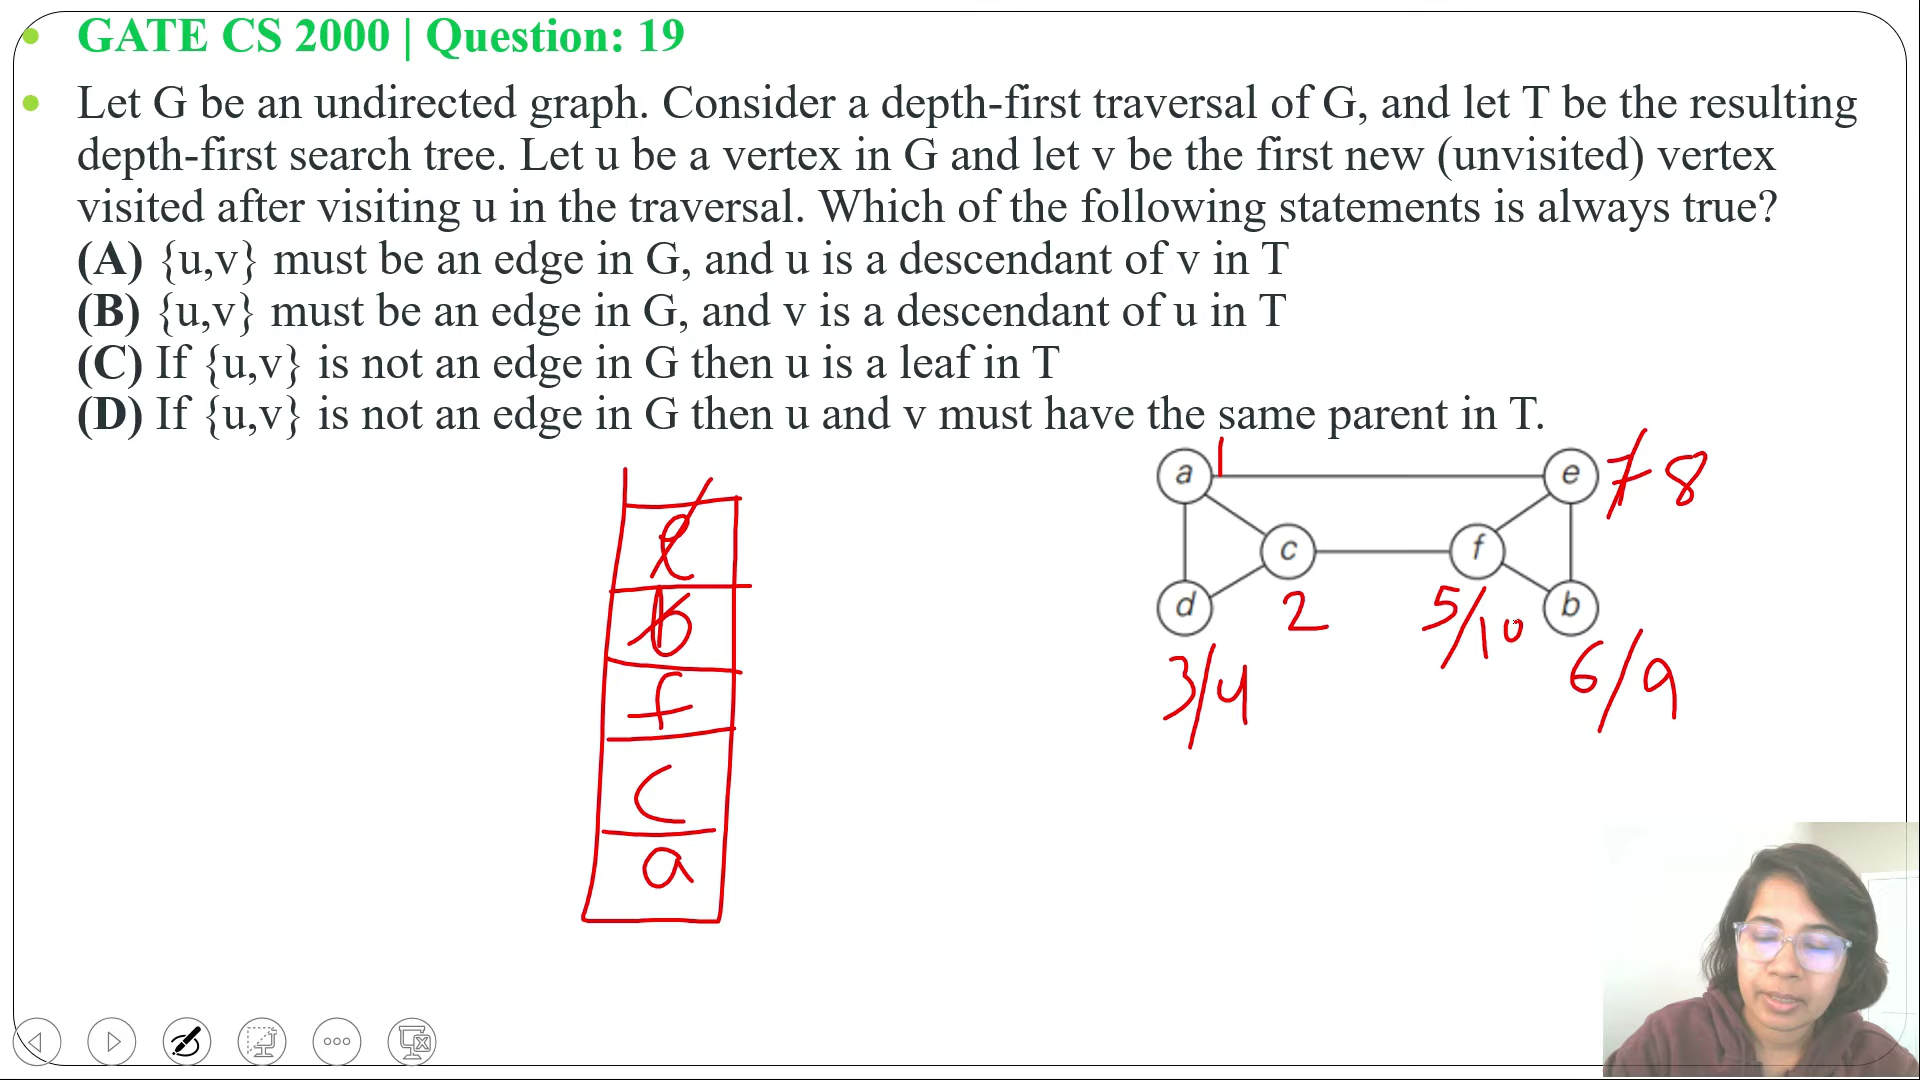 GATE CS 2000 | Question: 19
Let G be an undirected graph. Consider a depth-first traversal of G, and let T be the resulting
depth-first search tree. Let u be a vertex in G and let v be the first new (unvisited) vertex
visited after visiting u in the traversal. Which of the following statements is always true?
(A) {u,v} must be an edge in G, and u is a descendant of v in T
(B) {u,v} must be an edge in G, and v is a descendant of u in T
(C) If {u,v} is not an edge in G then u is a leaf in T
(D) If {u,v} is not an edge in G then u and v must have the same parent in T.
a 1 e 7/8
c f
d 2 5/10 b
3/4 6/9
e
b
f
c
a